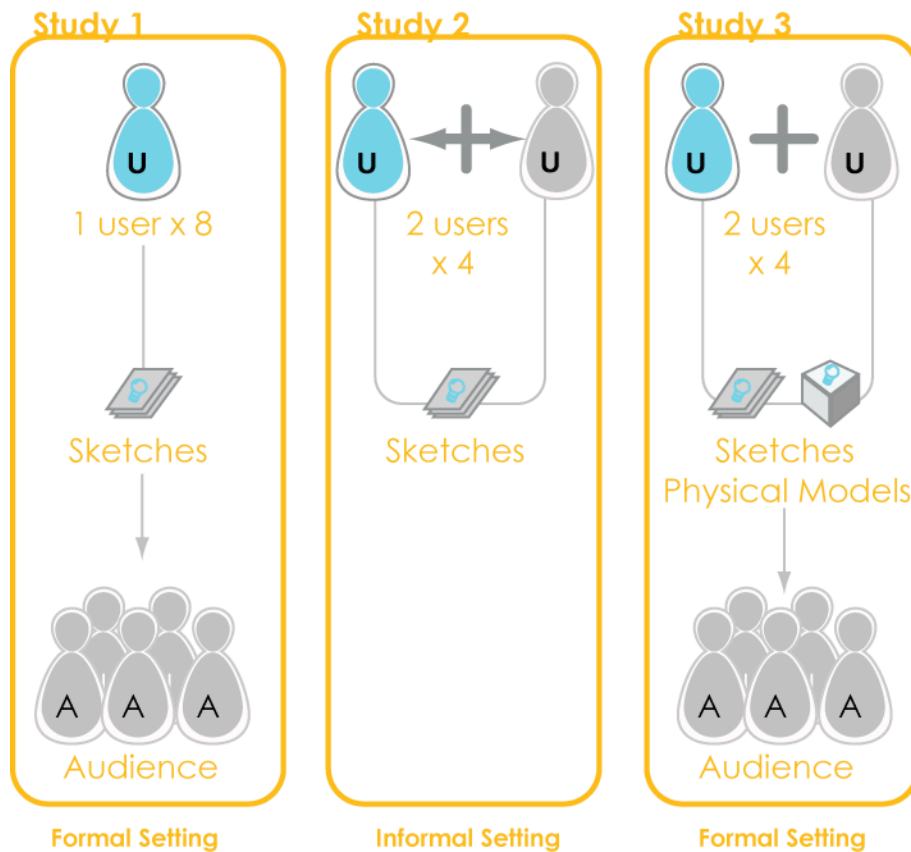 Study 1
U
1 user x 8
Sketches
A A A
Audience
Formal Setting
Study 2
U U
2 users
x 4
Sketches
Informal Setting
Study 3
U U
2 users
x 4
Sketches
Physical Models
A A A
Audience
Formal Setting